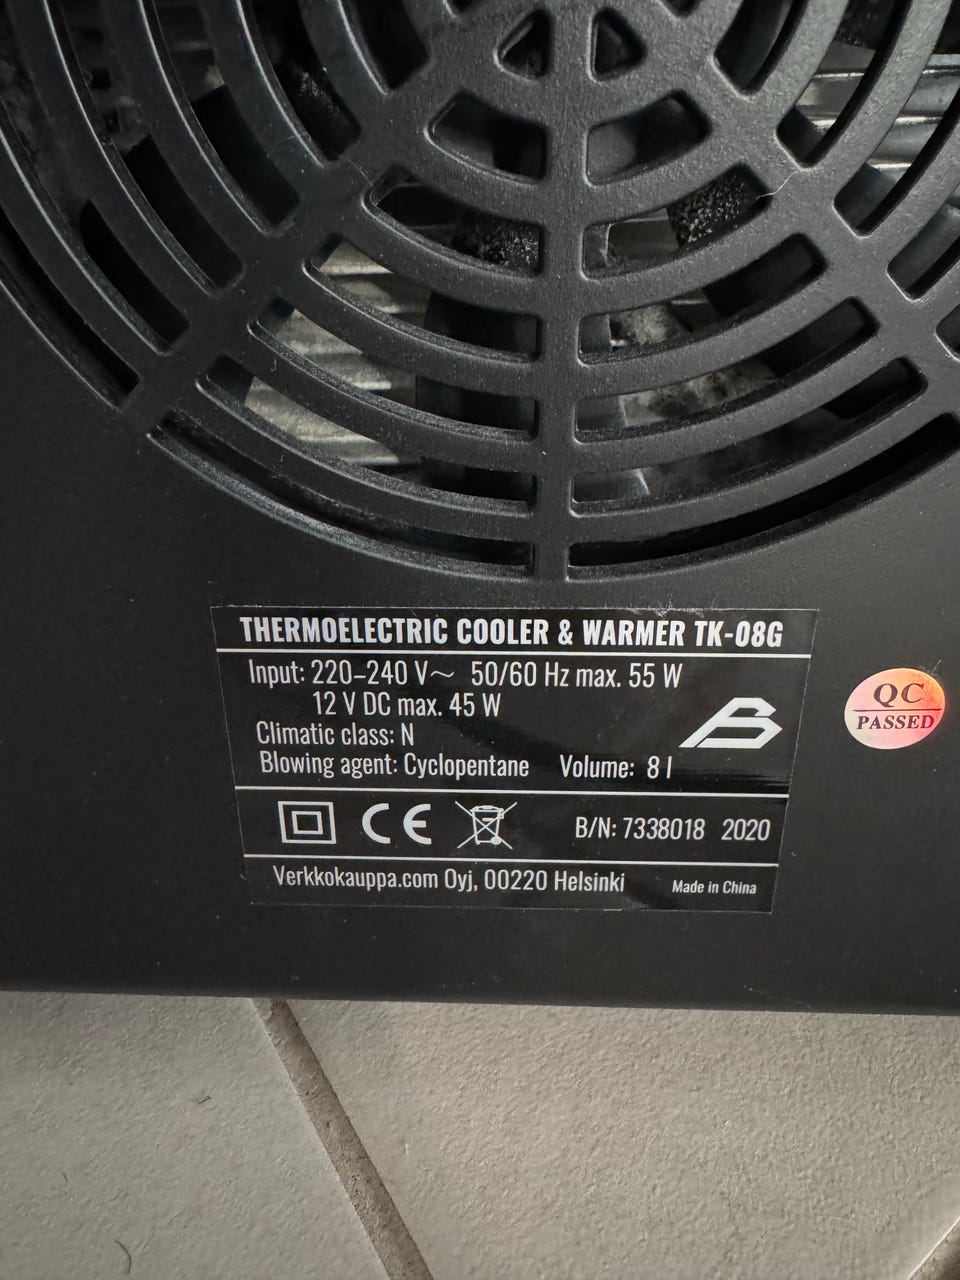 THERMOELECTRIC COOLER & WARMER TK-08G
Input: 220–240 V～ 50/60 Hz max. 55 W
12 V DC max. 45 W
Climatic class: N
Blowing agent: Cyclopentane Volume: 8 l
CE B/N: 7338018 2020
Verkkokauppa.com Oyj, 00220 Helsinki Made in China
QC
PASSED